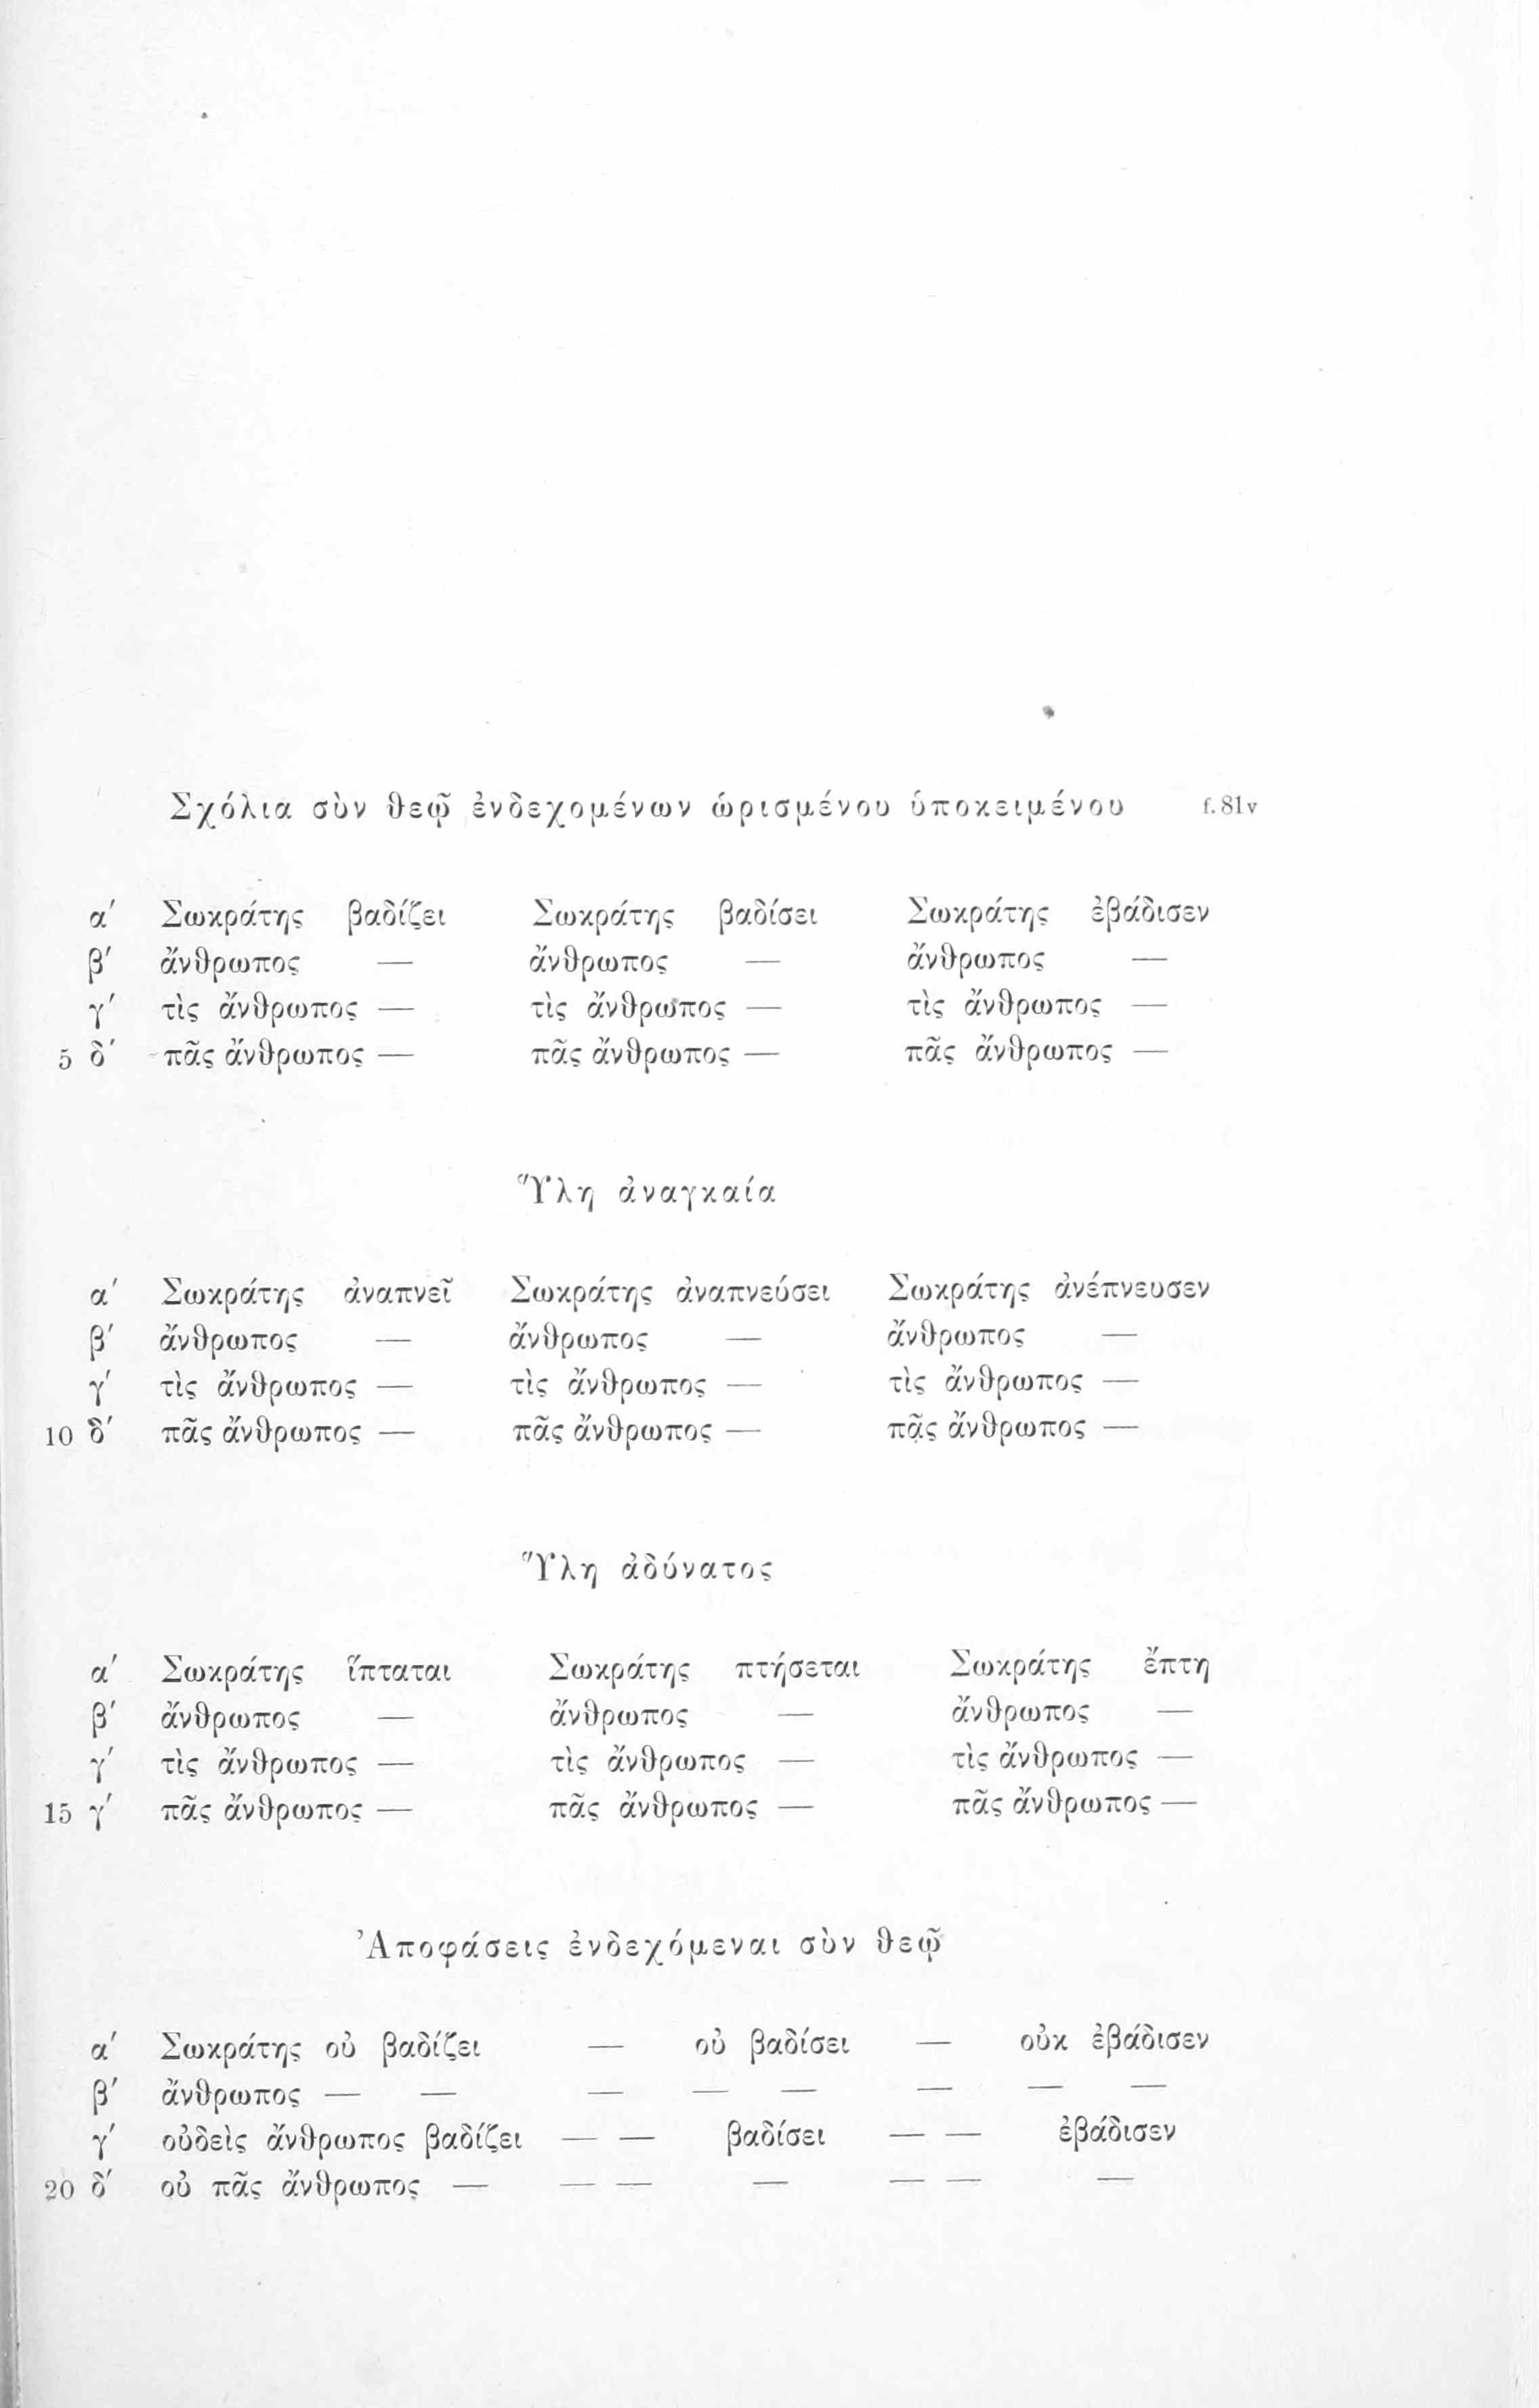 Σχόλια σὺν θεῷ ἐνδεχομένων ὡρισμένου ὑποκειμένου f. 81v
α′ Σωκράτης βαδίζει Σωκράτης βαδίσει Σωκράτης ἐβάδισεν
β′ ἄνθρωπος — ἄνθρωπος — ἄνθρωπος —
γ′ τὶς ἄνθρωπος — τὶς ἄνθρωπος — τὶς ἄνθρωπος —
5 δ′ πᾶς ἄνθρωπος — πᾶς ἄνθρωπος — πᾶς ἄνθρωπος —
Ὕλη ἀναγκαία
α′ Σωκράτης ἀναπνεῖ Σωκράτης ἀναπνεύσει Σωκράτης ἀνέπνευσεν
β′ ἄνθρωπος — ἄνθρωπος — ἄνθρωπος —
γ′ τὶς ἄνθρωπος — τὶς ἄνθρωπος — τὶς ἄνθρωπος —
10 δ′ πᾶς ἄνθρωπος — πᾶς ἄνθρωπος — πᾶς ἄνθρωπος —
Ὕλη ἀδύνατος
α′ Σωκράτης ἵπταται Σωκράτης πτήσεται Σωκράτης ἔπτη
β′ ἄνθρωπος — ἄνθρωπος — ἄνθρωπος —
γ′ τὶς ἄνθρωπος — τὶς ἄνθρωπος — τὶς ἄνθρωπος —
15 γ′ πᾶς ἄνθρωπος — πᾶς ἄνθρωπος — πᾶς ἄνθρωπος —
Ἀποφάσεις ἐνδεχόμεναι σὺν θεῷ
α′ Σωκράτης οὐ βαδίζει — οὐ βαδίσει — οὐκ ἐβάδισεν
β′ ἄνθρωπος — — — — — — — —
γ′ οὐδεὶς ἄνθρωπος βαδίζει — — βαδίσει — — ἐβάδισεν
20 δ′ οὐ πᾶς ἄνθρωπος — — — — — — —